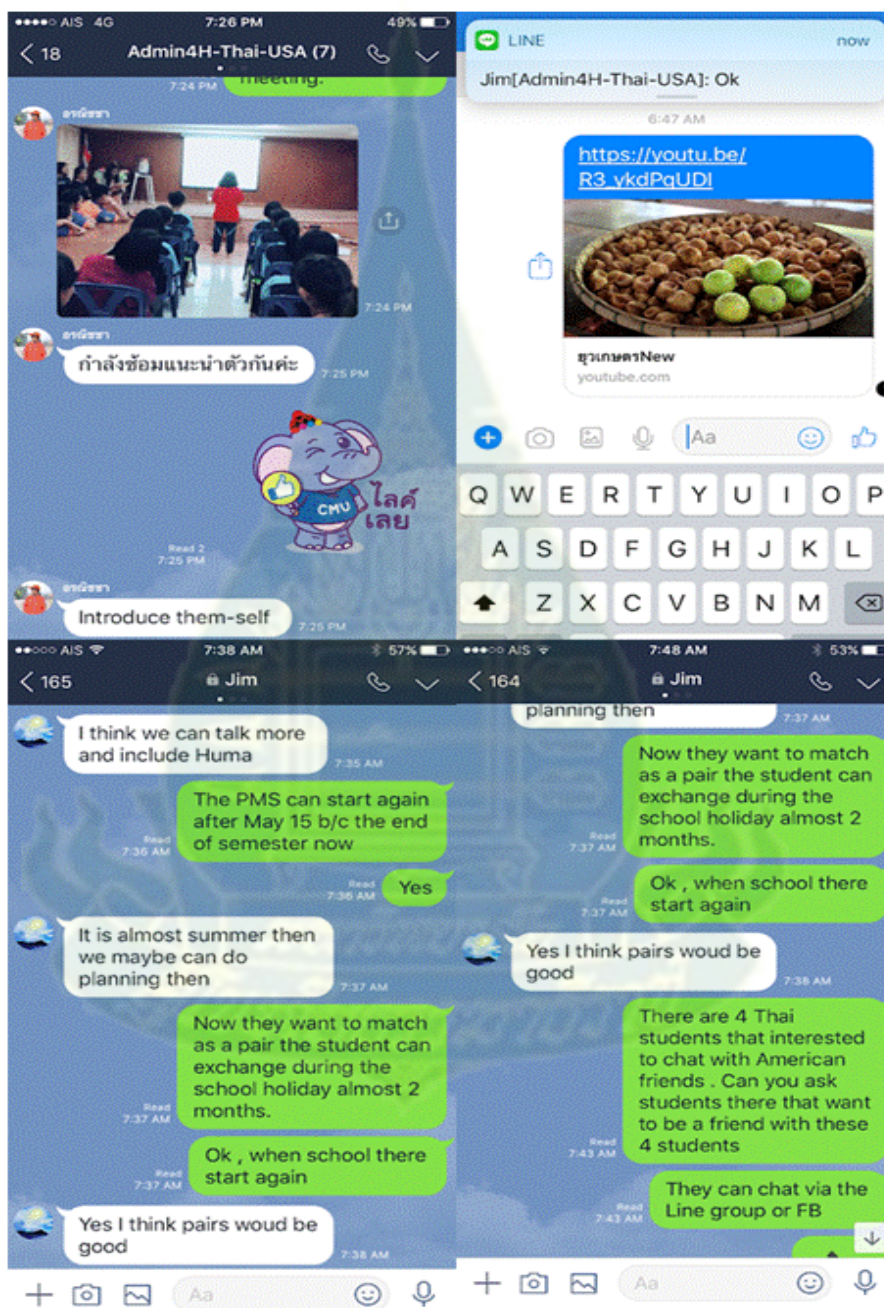 AIS 4G 7:26 PM 49%
18 Admin4H-Thai-USA (7)
meeting.
7:24 PM
อรณิชชา
7:24 PM
อรณิชชา
กำลังซ้อมแนะนำตัวกันค่ะ
7:25 PM
CMU
ไลค์
เลย
Read 2
7:25 PM
อรณิชชา
Introduce them-self
7:25 PM
LINE now
Jim[Admin4H-Thai-USA]: Ok
6:47 AM
https://youtu.be/
R3_ykdPqUDI
ยุวเกษตรNew
youtube.com
Aa
Q W E R T Y U I O P
A S D F G H J K L
Z X C V B N M
AIS 7:38 AM 57%
165 Jim
I think we can talk more
and include Huma
7:35 AM
The PMS can start again
after May 15 b/c the end
of semester now
Read
7:36 AM
Yes
Read
7:36 AM
It is almost summer then
we maybe can do
planning then
7:37 AM
Now they want to match
as a pair the student can
exchange during the
school holiday almost 2
months.
Read
7:37 AM
Ok , when school there
start again
Read
7:37 AM
Yes I think pairs woud be
good
7:38 AM
Aa
AIS 7:48 AM 53%
164 Jim
planning then
7:37 AM
Now they want to match
as a pair the student can
exchange during the
school holiday almost 2
months.
Read
7:37 AM
Ok , when school there
start again
Read
7:37 AM
Yes I think pairs woud be
good
7:38 AM
There are 4 Thai
students that interested
to chat with American
friends . Can you ask
students there that want
to be a friend with these
4 students
Read
7:43 AM
They can chat via the
Line group or FB
Read
7:43 AM
Aa